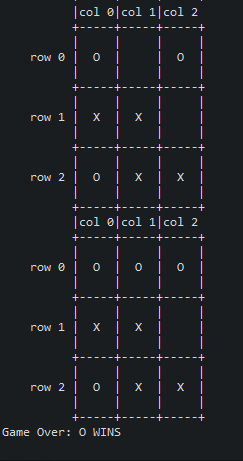 |col 0|col 1|col 2
+-----+-----+-----+
|     |     |     |
row 0 |  O  |     |  O  |
|     |     |     |
+-----+-----+-----+
|     |     |     |
row 1 |  X  |  X  |     |
|     |     |     |
+-----+-----+-----+
|     |     |     |
row 2 |  O  |  X  |  X  |
|     |     |     |
+-----+-----+-----+
|col 0|col 1|col 2
+-----+-----+-----+
|     |     |     |
row 0 |  O  |  O  |  O  |
|     |     |     |
+-----+-----+-----+
|     |     |     |
row 1 |  X  |  X  |     |
|     |     |     |
+-----+-----+-----+
|     |     |     |
row 2 |  O  |  X  |  X  |
|     |     |     |
+-----+-----+-----+
Game Over: O WINS